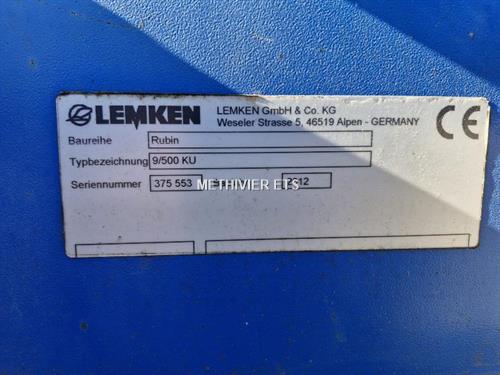 LEMKEN
LEMKEN GmbH & Co. KG
Weseler Strasse 5, 46519 Alpen - GERMANY
CE
Baureihe Rubin
Typbezeichnung 9/500 KU
Seriennummer 375 553 2012
METHIVIER ETS